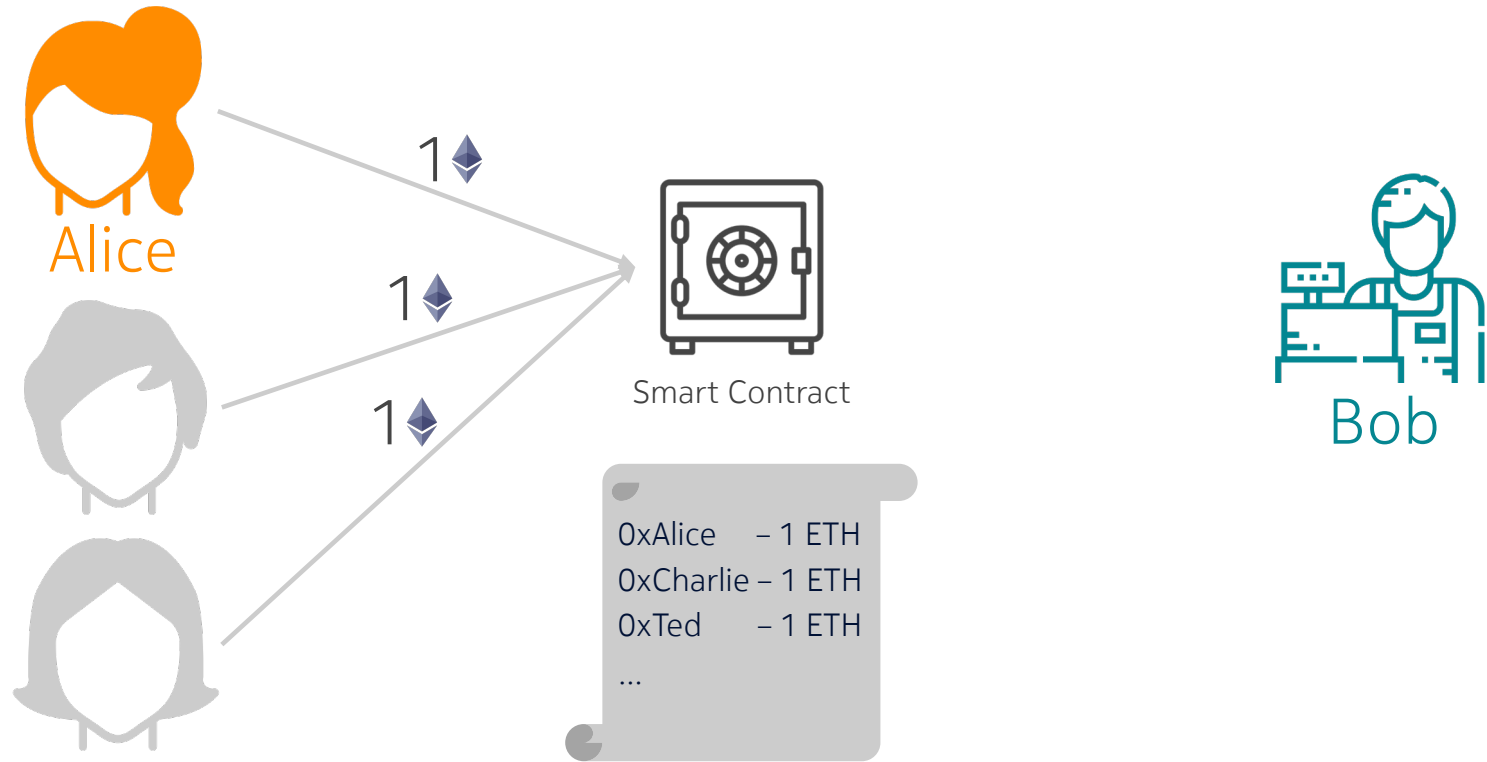 Alice
1
1
1
Smart Contract
Bob
0xAlice – 1 ETH
0xCharlie – 1 ETH
0xTed – 1 ETH
...